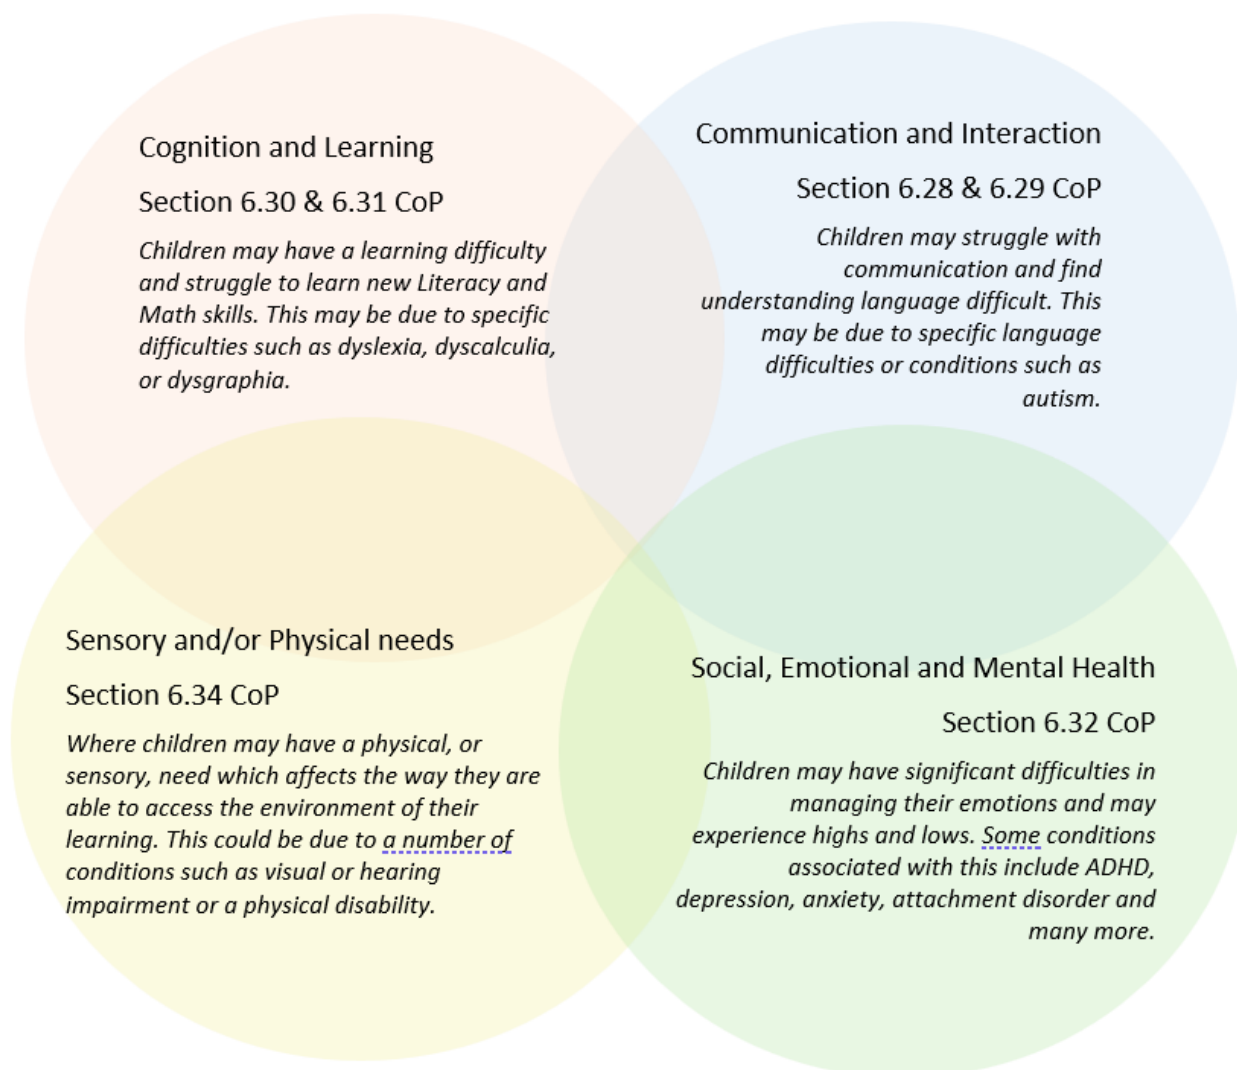 Cognition and Learning
Section 6.30 & 6.31 CoP
Children may have a learning difficulty
and struggle to learn new Literacy and
Math skills. This may be due to specific
difficulties such as dyslexia, dyscalculia,
or dysgraphia.
Communication and Interaction
Section 6.28 & 6.29 CoP
Children may struggle with
communication and find
understanding language difficult. This
may be due to specific language
difficulties or conditions such as
autism.
Sensory and/or Physical needs
Section 6.34 CoP
Where children may have a physical, or
sensory, need which affects the way they are
able to access the environment of their
learning. This could be due to a number of
conditions such as visual or hearing
impairment or a physical disability.
Social, Emotional and Mental Health
Section 6.32 CoP
Children may have significant difficulties in
managing their emotions and may
experience highs and lows. Some conditions
associated with this include ADHD,
depression, anxiety, attachment disorder and
many more.